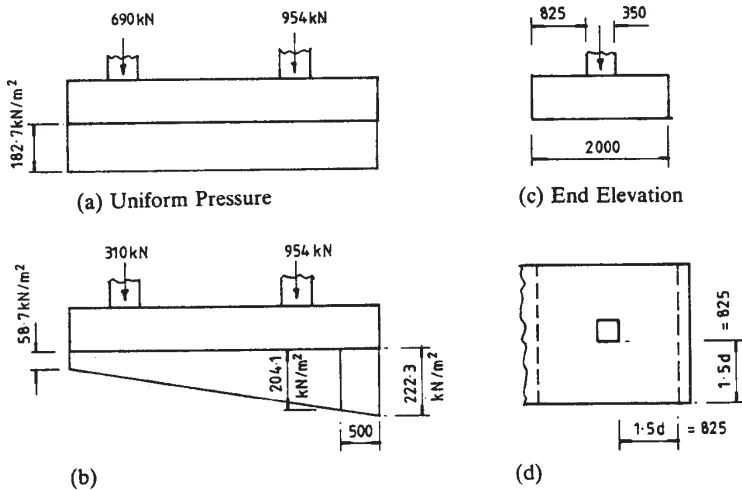 690kN
954kN
182·7kN/m²
(a) Uniform Pressure
825
350
2000
(c) End Elevation
310kN
954kN
58·7kN/m²
204·1
kN/m²
222·3
kN/m²
500
(b)
1·5d
= 825
1·5d
= 825
(d)